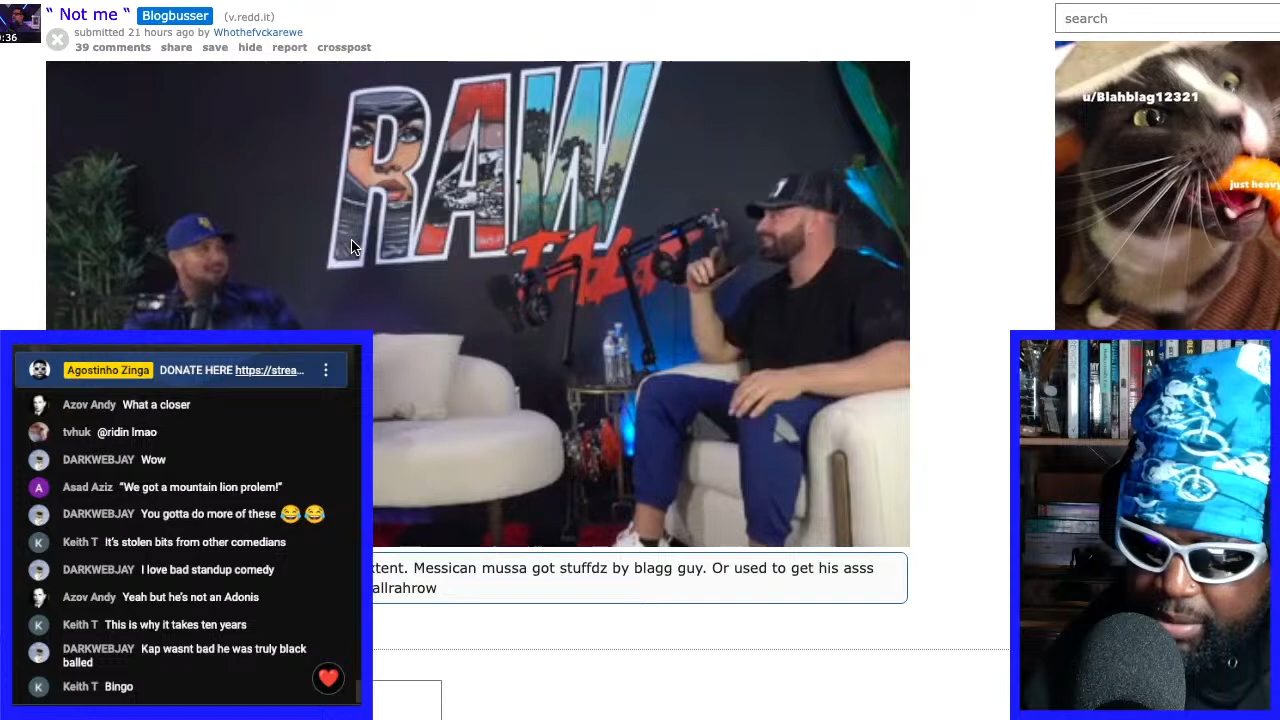 “ Not me “ Blogbusser (v.redd.it)
submitted 21 hours ago by Whothefvckarewe
39 comments share save hide report crosspost
:36
search
u/Blahblag12321
just heavy
RAW
TALK
Agostinho Zinga DONATE HERE https://strea...
Azov Andy What a closer
tvhuk @ridin lmao
DARKWEBJAY Wow
A Asad Aziz “We got a mountain lion prolem!”
DARKWEBJAY You gotta do more of these 😂😂
K Keith T It’s stolen bits from other comedians
DARKWEBJAY I love bad standup comedy
Azov Andy Yeah but he’s not an Adonis
K Keith T This is why it takes ten years
DARKWEBJAY Kap wasnt bad he was truly black
balled
K Keith T Bingo
xtent. Messican mussa got stuffdz by blagg guy. Or used to get his asss
allrahrow